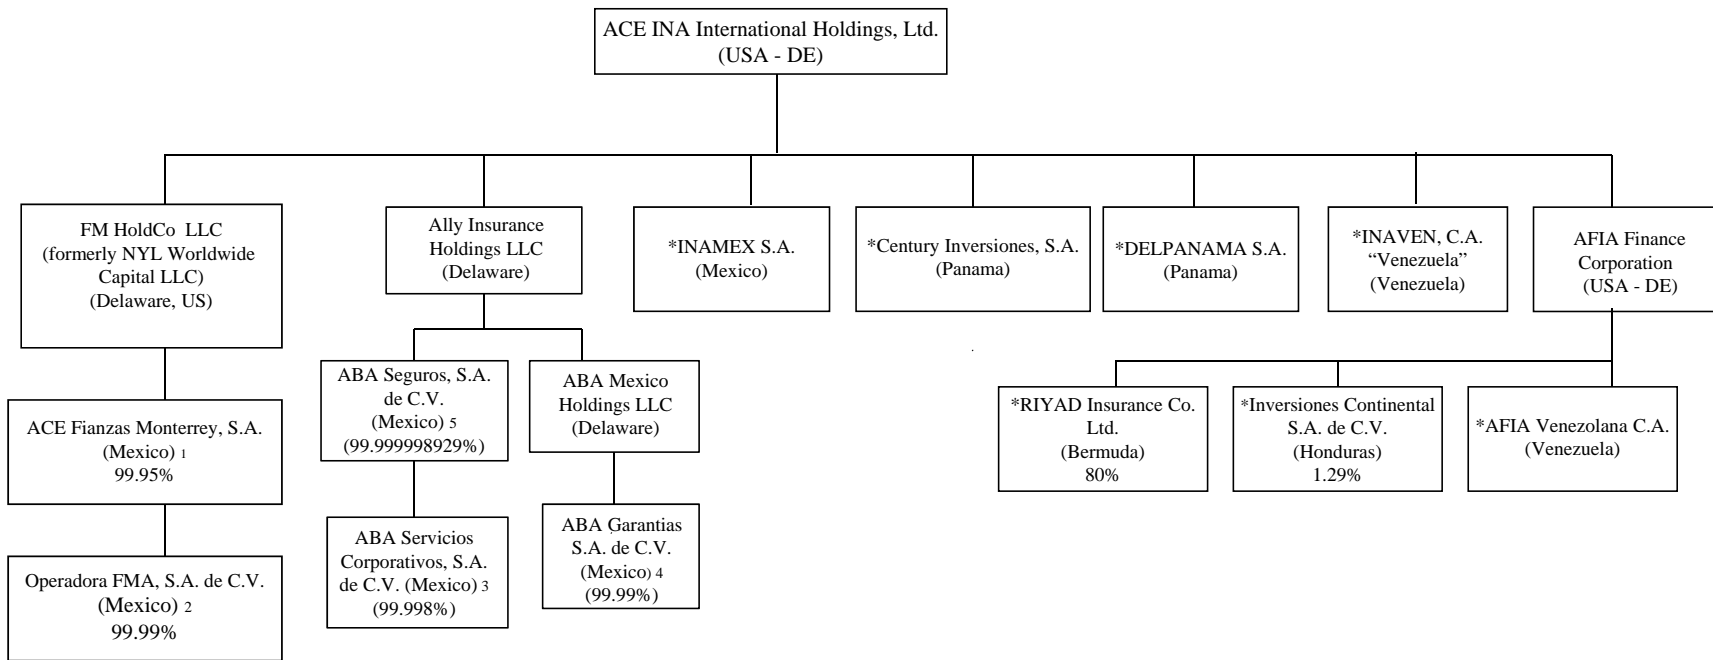 ACE INA International Holdings, Ltd.
(USA - DE)
FM HoldCo LLC
(formerly NYL Worldwide
Capital LLC)
(Delaware, US)
Ally Insurance
Holdings LLC
(Delaware)
*INAMEX S.A.
(Mexico)
*Century Inversiones, S.A.
(Panama)
*DELPANAMA S.A.
(Panama)
*INAVEN, C.A.
“Venezuela”
(Venezuela)
AFIA Finance
Corporation
(USA - DE)
ACE Fianzas Monterrey, S.A.
(Mexico) 1
99.95%
ABA Seguros, S.A.
de C.V.
(Mexico) 5
(99.999998929%)
ABA Mexico
Holdings LLC
(Delaware)
*RIYAD Insurance Co.
Ltd.
(Bermuda)
80%
*Inversiones Continental
S.A. de C.V.
(Honduras)
1.29%
*AFIA Venezolana C.A.
(Venezuela)
Operadora FMA, S.A. de C.V.
(Mexico) 2
99.99%
ABA Servicios
Corporativos, S.A.
de C.V. (Mexico) 3
(99.998%)
ABA Garantias
S.A. de C.V.
(Mexico) 4
(99.99%)